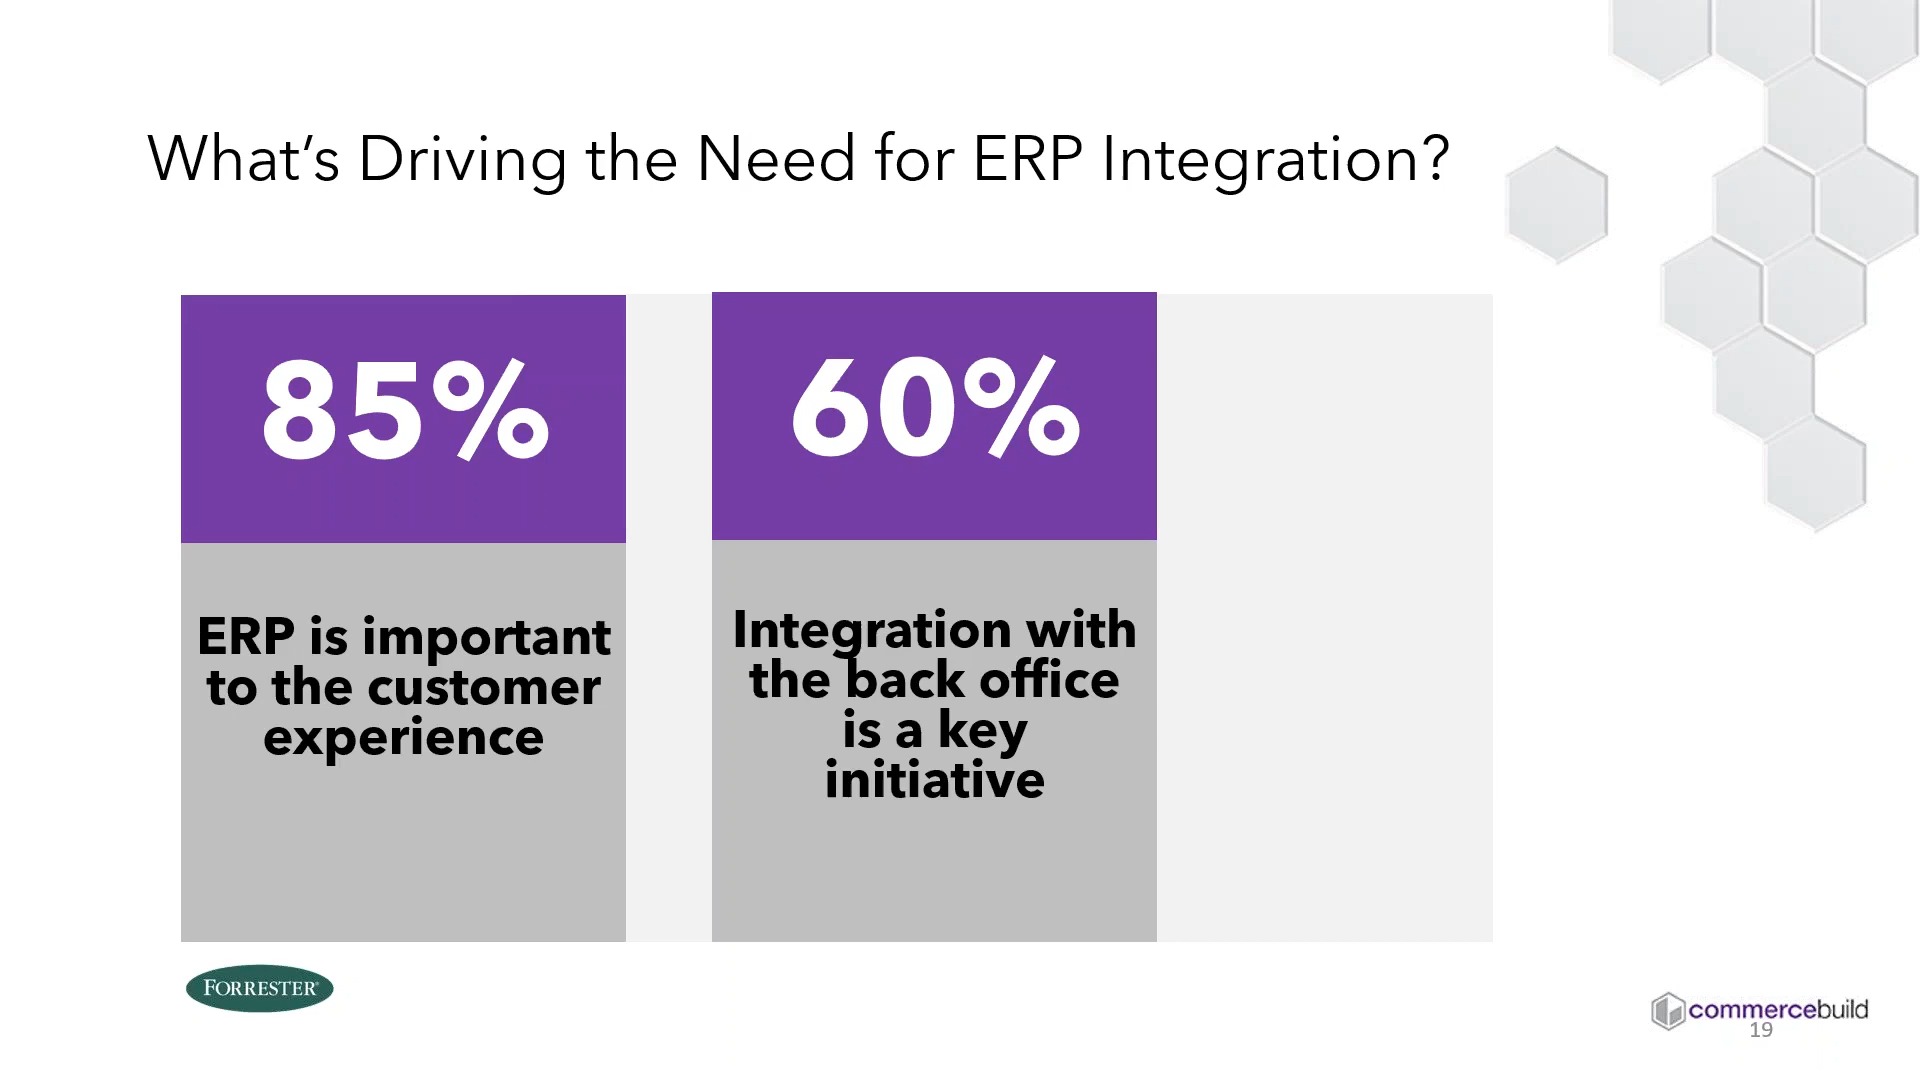 What’s Driving the Need for ERP Integration?
85%
ERP is important
to the customer
experience
60%
Integration with
the back office
is a key
initiative
FORRESTER®
commercebuild
19